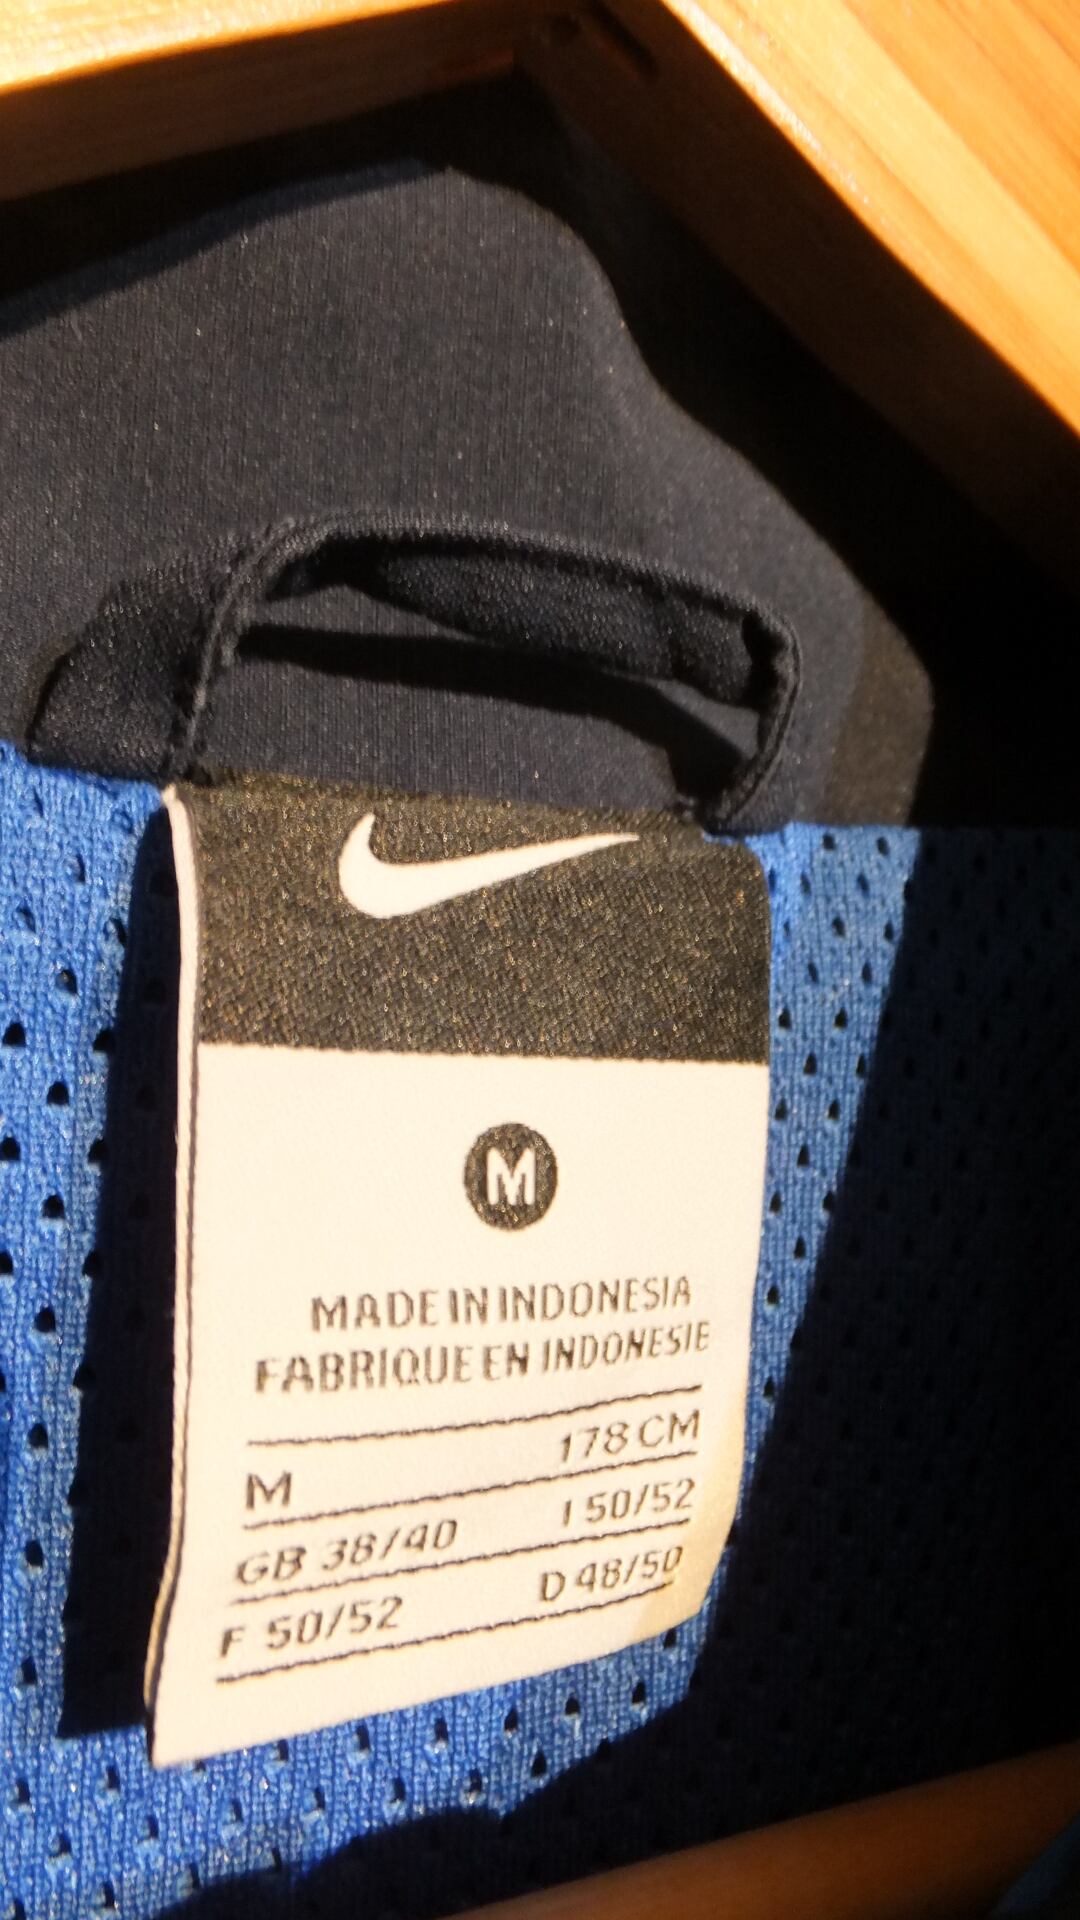 M
MADE IN INDONESIA
FABRIQUE EN INDONESIE
M 178 CM
GB 38/40 I 50/52
F 50/52 D 48/50